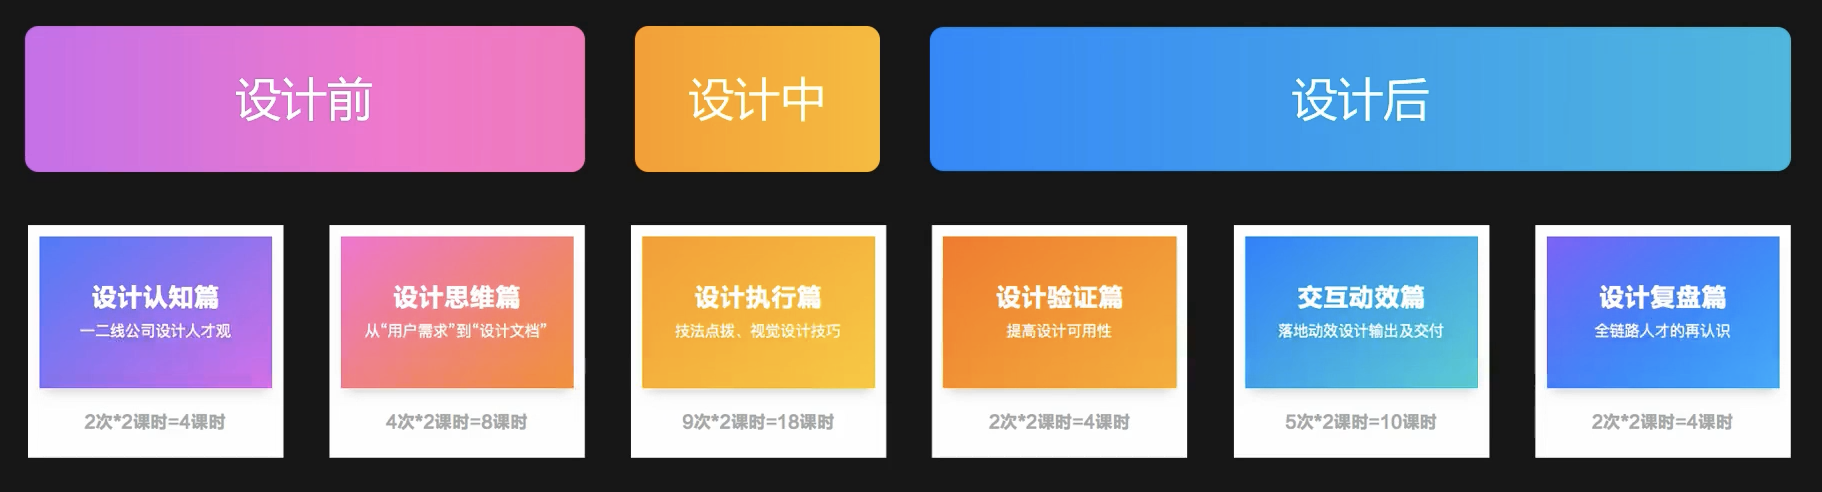 设计前
设计中
设计后
设计认知篇
一二线公司设计人才观
2次*2课时=4课时
设计思维篇
从“用户需求”到“设计文档”
4次*2课时=8课时
设计执行篇
技法点拨、视觉设计技巧
9次*2课时=18课时
设计验证篇
提高设计可用性
2次*2课时=4课时
交互动效篇
落地动效设计输出及交付
5次*2课时=10课时
设计复盘篇
全链路人才的再认识
2次*2课时=4课时